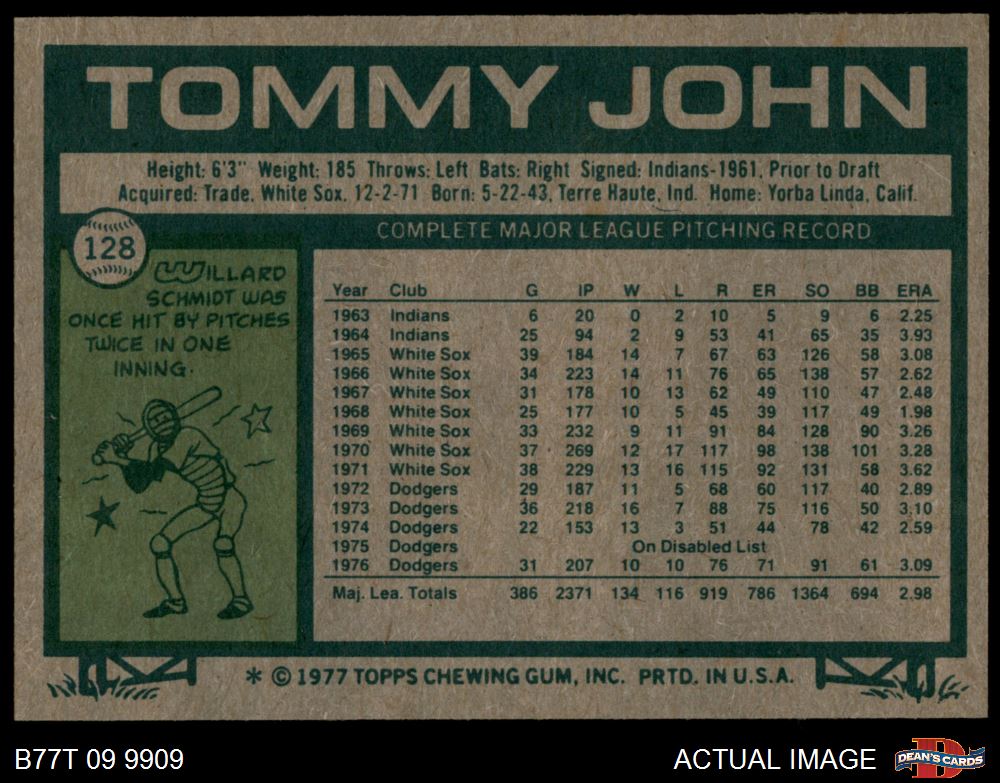 TOMMY JOHN
Height: 6'3" Weight: 185 Throws: Left Bats: Right Signed: Indians-1961, Prior to Draft
Acquired: Trade, White Sox, 12-2-71 Born: 5-22-43, Terre Haute, Ind. Home: Yorba Linda, Calif.
128
WILLARD
SCHMIDT WAS
ONCE HIT BY PITCHES
TWICE IN ONE
INNING.
COMPLETE MAJOR LEAGUE PITCHING RECORD
Year Club G IP W L R ER SO BB ERA
1963 Indians 6 20 0 2 10 5 9 6 2.25
1964 Indians 25 94 2 9 53 41 65 35 3.93
1965 White Sox 39 184 14 7 67 63 126 58 3.08
1966 White Sox 34 223 14 11 76 65 138 57 2.62
1967 White Sox 31 178 10 13 62 49 110 47 2.48
1968 White Sox 25 177 10 5 45 39 117 49 1.98
1969 White Sox 33 232 9 11 91 84 128 90 3.26
1970 White Sox 37 269 12 17 117 98 138 101 3.28
1971 White Sox 38 229 13 16 115 92 131 58 3.62
1972 Dodgers 29 187 11 5 68 60 117 40 2.89
1973 Dodgers 36 218 16 7 88 75 116 50 3.10
1974 Dodgers 22 153 13 3 51 44 78 42 2.59
1975 Dodgers On Disabled List
1976 Dodgers 31 207 10 10 76 71 91 61 3.09
Maj. Lea. Totals 386 2371 134 116 919 786 1364 694 2.98
* © 1977 TOPPS CHEWING GUM, INC. PRTD. IN U.S.A.
B77T 09 9909
ACTUAL IMAGE
D
DEAN'S CARDS